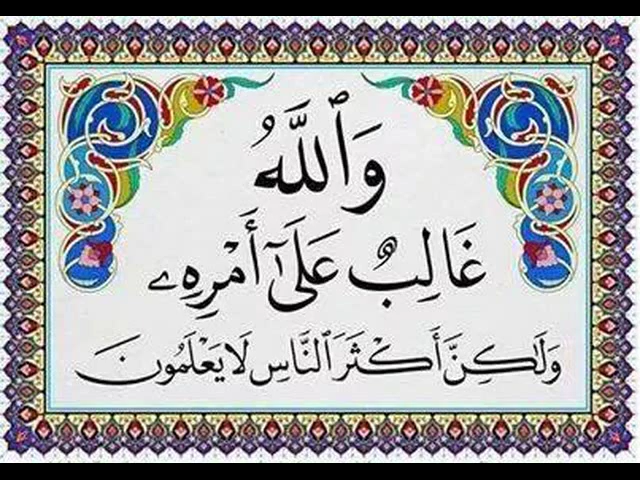 وَٱللَّهُ
غَالِبٌ عَلَىٰٓ أَمْرِهِۦ
وَلَٰكِنَّ أَكْثَرَ ٱلنَّاسِ لَا يَعْلَمُونَ